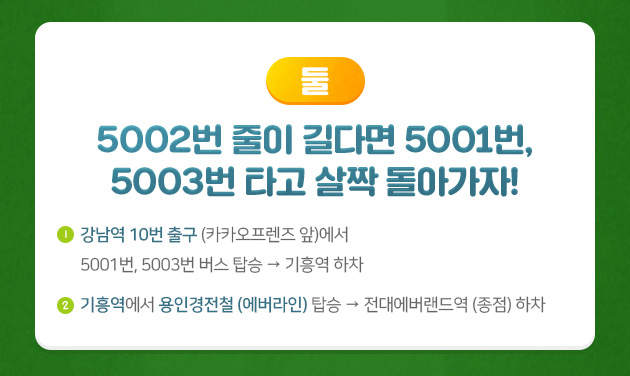 둘
5002번 줄이 길다면 5001번,
5003번 타고 살짝 돌아가자!
1 강남역 10번 출구 (카카오프렌즈 앞)에서
5001번, 5003번 버스 탑승 → 기흥역 하차
2 기흥역에서 용인경전철 (에버라인) 탑승 → 전대에버랜드역 (종점) 하차